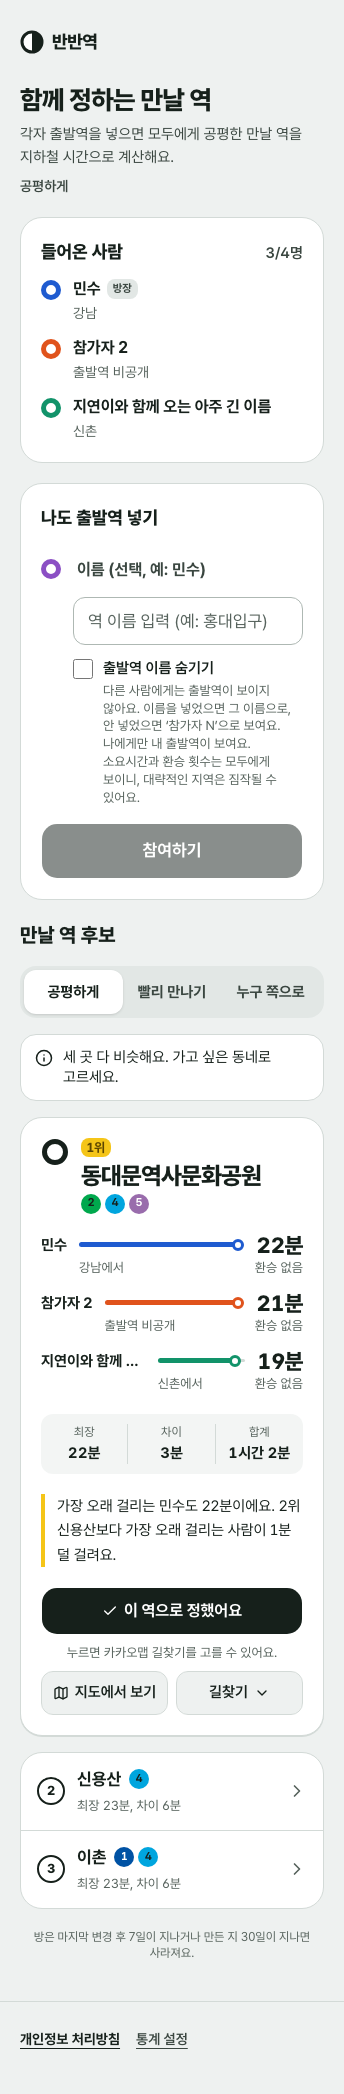 반반역
함께 정하는 만날 역
각자 출발역을 넣으면 모두에게 공평한 만날 역을
지하철 시간으로 계산해요.
공평하게
들어온 사람 3/4명
민수 방장
강남
참가자 2
출발역 비공개
지연이와 함께 오는 아주 긴 이름
신촌
나도 출발역 넣기
이름 (선택, 예: 민수)
역 이름 입력 (예: 홍대입구)
출발역 이름 숨기기
다른 사람에게는 출발역이 보이지
않아요. 이름을 넣었으면 그 이름으로,
안 넣었으면 ‘참가자 N’으로 보여요.
나에게만 내 출발역이 보여요.
소요시간과 환승 횟수는 모두에게
보이니, 대략적인 지역은 짐작될 수
있어요.
참여하기
만날 역 후보
공평하게 빨리 만나기 누구 쪽으로
세 곳 다 비슷해요. 가고 싶은 동네로
고르세요.
1위
동대문역사문화공원
2 4 5
민수 22분
강남에서 환승 없음
참가자 2 21분
출발역 비공개 환승 없음
지연이와 함께 ... 19분
신촌에서 환승 없음
최장 차이 합계
22분 3분 1시간 2분
가장 오래 걸리는 민수도 22분이에요. 2위
신용산보다 가장 오래 걸리는 사람이 1분
덜 걸려요.
이 역으로 정했어요
누르면 카카오맵 길찾기를 고를 수 있어요.
지도에서 보기 길찾기
2 신용산 4
최장 23분, 차이 6분
3 이촌 1 4
최장 23분, 차이 6분
방은 마지막 변경 후 7일이 지나거나 만든 지 30일이 지나면
사라져요.
개인정보 처리방침 통계 설정